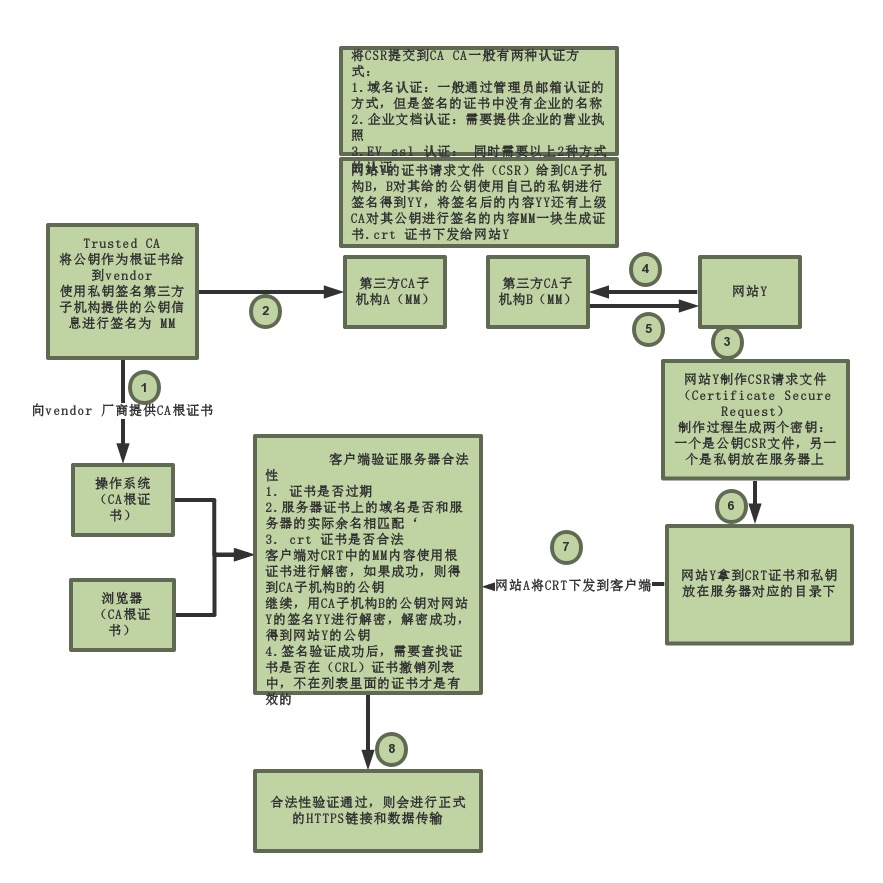 将CSR提交到CA CA一般有两种认证方
式：
1.域名认证：一般通过管理员邮箱认证的
方式，但是签名的证书中没有企业的名称
2.企业文档认证：需要提供企业的营业执
照
3.EV ssl 认证： 同时需要以上2种方式
的认证
网站Y的证书请求文件（CSR）给到CA子机
构B，B对其给的公钥使用自己的私钥进行
签名得到YY，将签名后的内容YY还有上级
CA对其公钥进行签名的内容MM一块生成证
书.crt 证书下发给网站Y
Trusted CA
将公钥作为根证书给
到vendor
使用私钥签名第三方
子机构提供的公钥信
息进行签名为 MM
2
第三方CA子
机构A（MM）
第三方CA子
机构B（MM）
4
5
网站Y
3
1
向vendor 厂商提供CA根证书
网站Y制作CSR请求文件
（Certificate Secure
Request）
制作过程生成两个密钥：
一个是公钥CSR文件，另一
个是私钥放在服务器上
操作系统
（CA根证
书）
浏览器
（CA根证
书）
客户端验证服务器合法
性
1. 证书是否过期
2.服务器证书上的域名是否和服
务器的实际余名相匹配‘
3. crt 证书是否合法
客户端对CRT中的MM内容使用根
证书进行解密，如果成功，则得
到CA子机构B的公钥
继续，用CA子机构B的公钥对网站
Y的签名YY进行解密，解密成功，
得到网站Y的公钥
4.签名验证成功后，需要查找证
书是否在（CRL）证书撤销列表
中，不在列表里面的证书才是有
效的
6
7
网站A将CRT下发到客户端
网站Y拿到CRT证书和私钥
放在服务器对应的目录下
8
合法性验证通过，则会进行正式
的HTTPS链接和数据传输